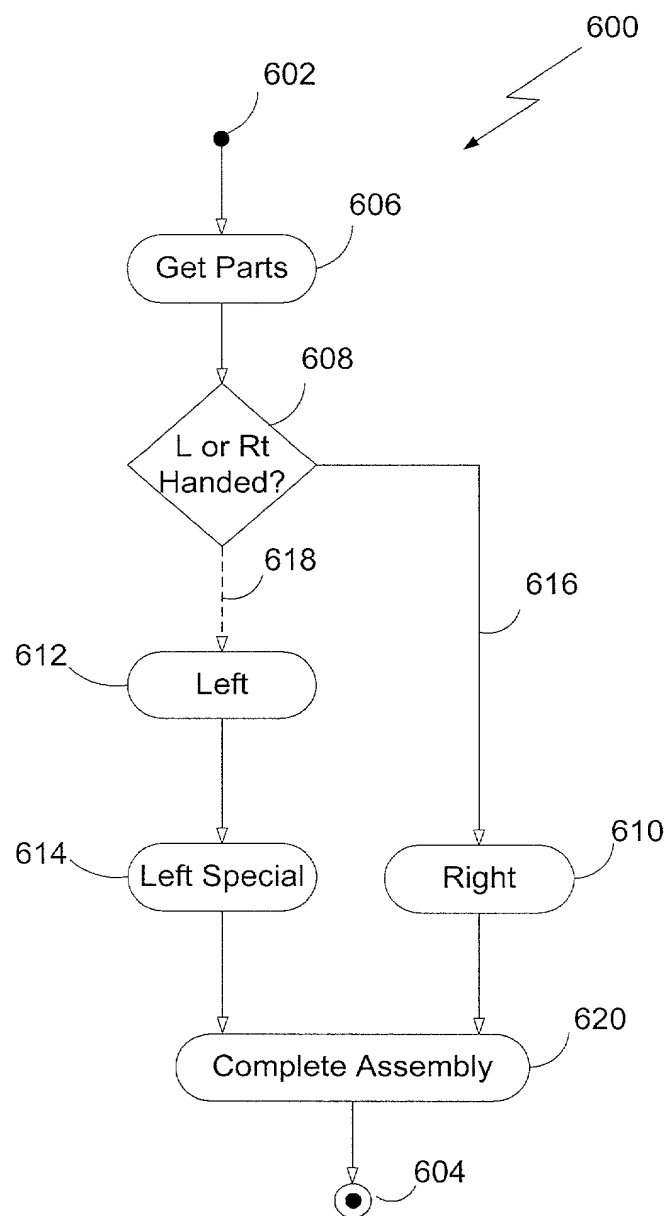 600
602
606
Get Parts
608
L or Rt
Handed?
618
616
612
Left
614
Left Special
610
Right
620
Complete Assembly
604